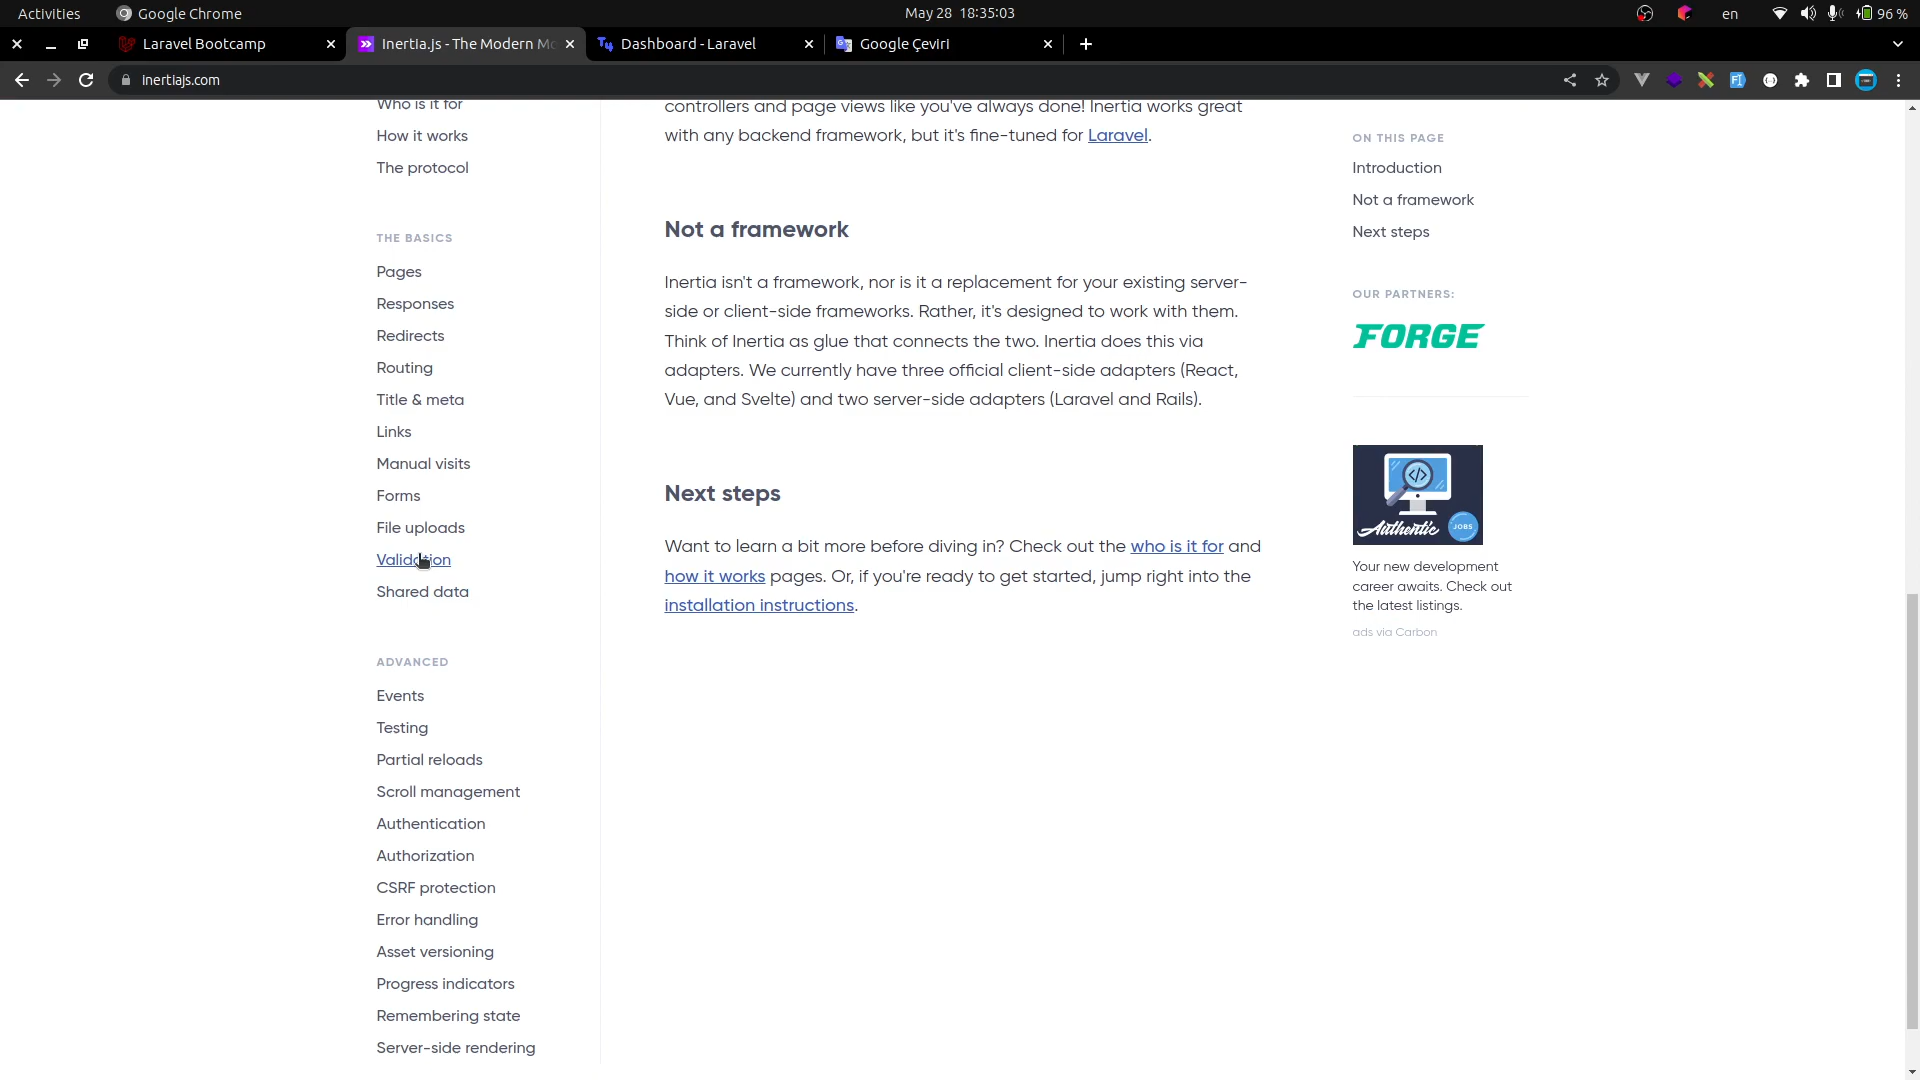 Activities
Google Chrome
May 28 18:35:03
en
96 %
Laravel Bootcamp
Inertia.js - The Modern Mo
Dashboard - Laravel
Google Çeviri
inertiajs.com
Who is it for
How it works
The protocol
THE BASICS
Pages
Responses
Redirects
Routing
Title & meta
Links
Manual visits
Forms
File uploads
Validation
Shared data
ADVANCED
Events
Testing
Partial reloads
Scroll management
Authentication
Authorization
CSRF protection
Error handling
Asset versioning
Progress indicators
Remembering state
Server-side rendering
controllers and page views like you've always done! Inertia works great
with any backend framework, but it's fine-tuned for Laravel.
Not a framework
Inertia isn't a framework, nor is it a replacement for your existing server-
side or client-side frameworks. Rather, it's designed to work with them.
Think of Inertia as glue that connects the two. Inertia does this via
adapters. We currently have three official client-side adapters (React,
Vue, and Svelte) and two server-side adapters (Laravel and Rails).
Next steps
Want to learn a bit more before diving in? Check out the who is it for and
how it works pages. Or, if you're ready to get started, jump right into the
installation instructions.
ON THIS PAGE
Introduction
Not a framework
Next steps
OUR PARTNERS:
FORGE
</>
Authentic JOBS
Your new development
career awaits. Check out
the latest listings.
ads via Carbon